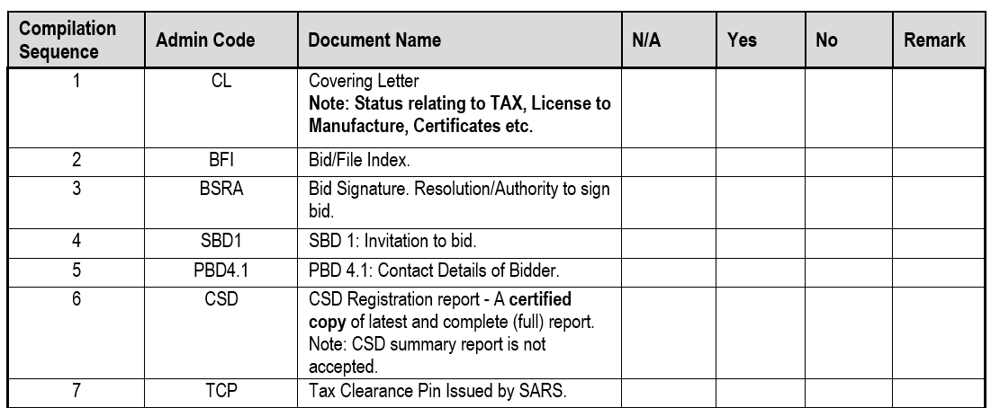 Compilation Sequence Admin Code Document Name N/A Yes No Remark
1 CL Covering Letter
Note: Status relating to TAX, License to
Manufacture, Certificates etc.
2 BFI Bid/File Index.
3 BSRA Bid Signature. Resolution/Authority to sign
bid.
4 SBD1 SBD 1: Invitation to bid.
5 PBD4.1 PBD 4.1: Contact Details of Bidder.
6 CSD CSD Registration report - A certified
copy of latest and complete (full) report.
Note: CSD summary report is not
accepted.
7 TCP Tax Clearance Pin Issued by SARS.